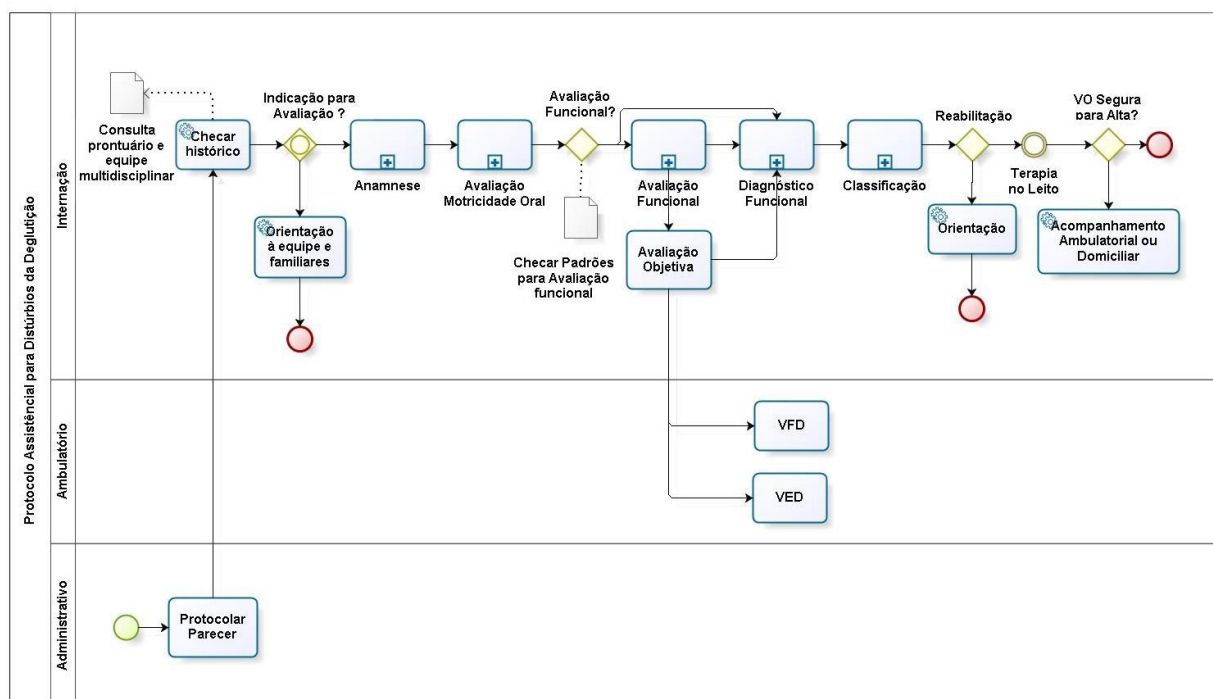 Protocolo Assistêncial para Distúrbios da Deglutição
Internação
Consulta
prontuário e
equipe
multidisciplinar
Checar
histórico
Indicação para
Avaliação ?
Orientação
à equipe e
familiares
Anamnese
Avaliação
Motricidade Oral
Avaliação
Funcional?
Checar Padrões
para Avaliação
funcional
Avaliação
Funcional
Avaliação
Objetiva
Diagnóstico
Funcional
Classificação
Reabilitação
Orientação
Terapia
no Leito
VO Segura
para Alta?
Acompanhamento
Ambulatorial ou
Domiciliar
Ambulatório
VFD
VED
Administrativo
Protocolar
Parecer